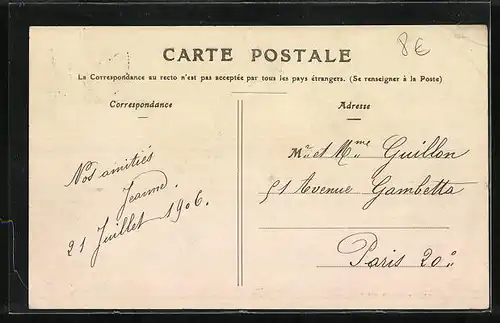 8€
CARTE POSTALE
La Correspondance au recto n'est pas acceptée par tous les pays étrangers. (Se renseigner à la Poste)
Correspondance
Nos amitiés
Jeanne.
21 Juillet 1906.
Adresse
Mr et Mme Guillon
51 Avenue Gambetta
Paris 20e